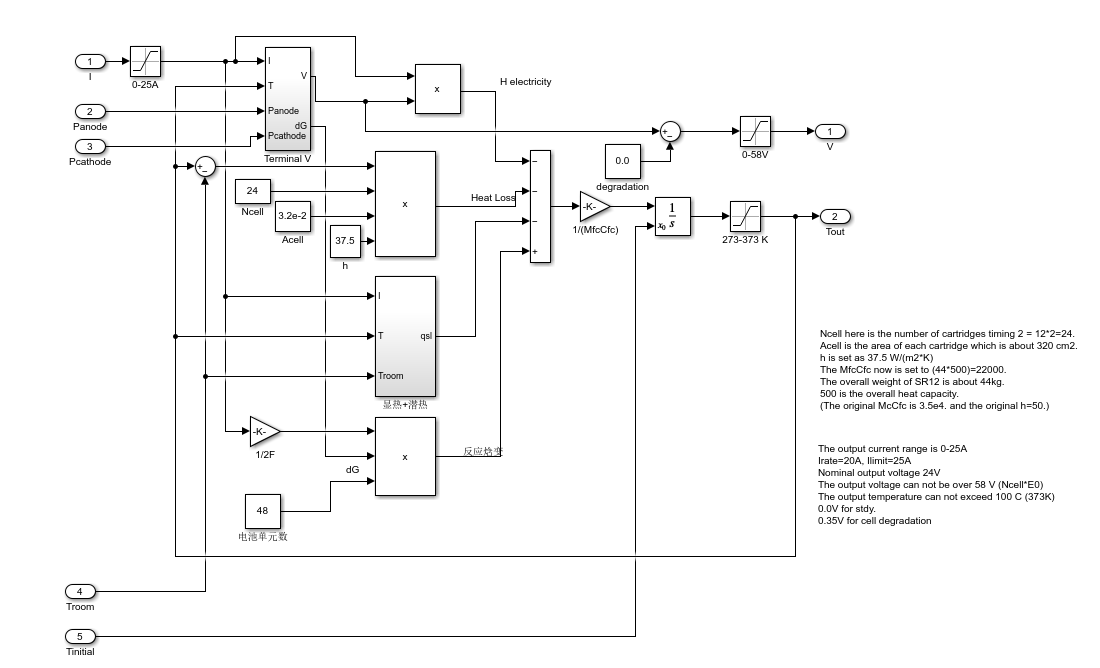 1
I
0-25A
2
Panode
3
Pcathode
I
T
Panode
Pcathode
V
dG
Terminal V
x
H electricity
24
Ncell
3.2e-2
Acell
37.5
h
x
Heat Loss
0.0
degradation
0-58V
1
V
-K-
1/(MfcCfc)
1
s
x0
273-373 K
2
Tout
I
T
Troom
qsl
显热+潜热
-K-
1/2F
dG
x
反应焓变
48
电池单元数
4
Troom
5
Tinitial
Ncell here is the number of cartridges timing 2 = 12*2=24.
Acell is the area of each cartridge which is about 320 cm2.
h is set as 37.5 W/(m2*K)
The MfcCfc now is set to (44*500)=22000.
The overall weight of SR12 is about 44kg.
500 is the overall heat capacity.
(The original McCfc is 3.5e4. and the original h=50.)
The output current range is 0-25A
Irate=20A, Ilimit=25A
Nominal output voltage 24V
The output voltage can not be over 58 V (Ncell*E0)
The output temperature can not exceed 100 C (373K)
0.0V for stdy.
0.35V for cell degradation